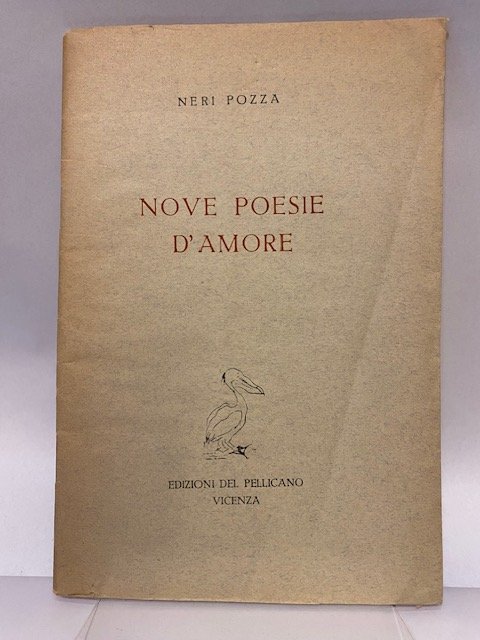 NERI POZZA
NOVE POESIE
D'AMORE
EDIZIONI DEL PELLICANO
VICENZA